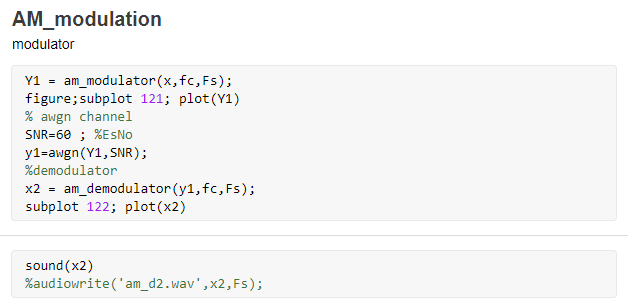 AM_modulation
modulator
Y1 = am_modulator(x,fc,Fs);
figure;subplot 121; plot(Y1)
% awgn channel
SNR=60 ; %EsNo
y1=awgn(Y1,SNR);
%demodulator
x2 = am_demodulator(y1,fc,Fs);
subplot 122; plot(x2)
sound(x2)
%audiowrite('am_d2.wav',x2,Fs);